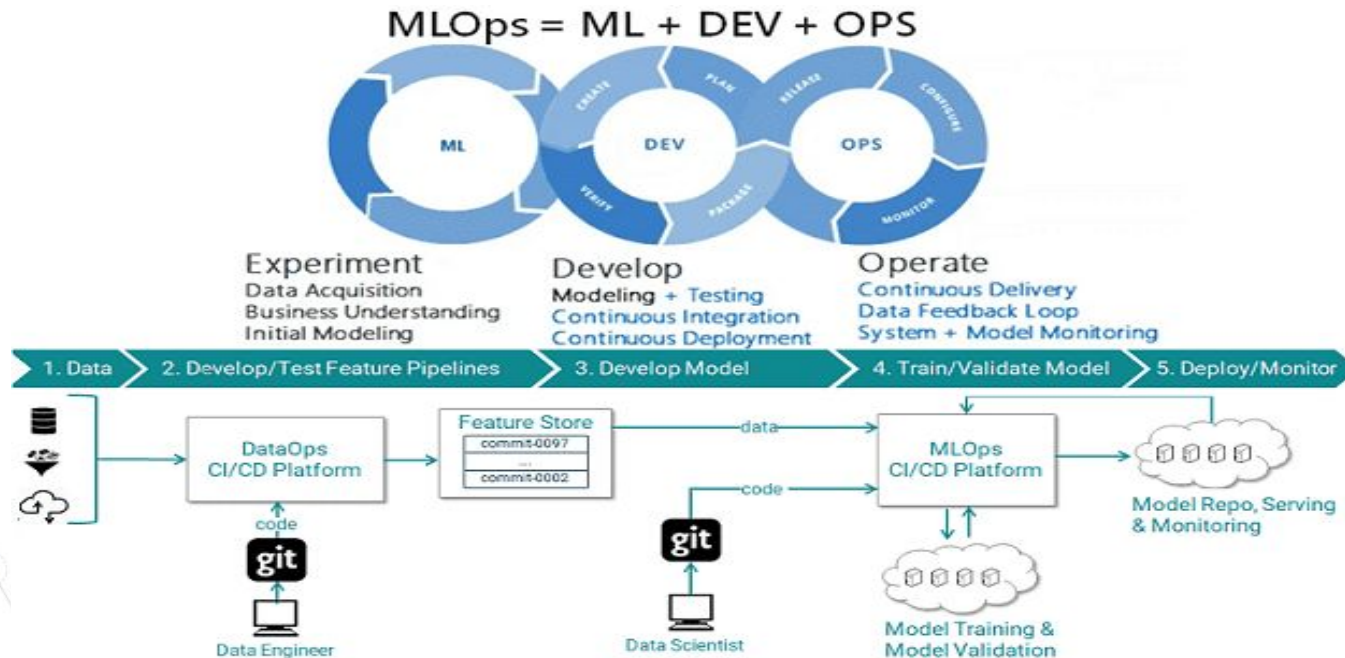 MLOps = ML + DEV + OPS
ML
CREATE
PLAN
DEV
VERIFY
PACKAGE
RELEASE
CONFIGURE
OPS
MONITOR
Experiment
Data Acquisition
Business Understanding
Initial Modeling
Develop
Modeling + Testing
Continuous Integration
Continuous Deployment
Operate
Continuous Delivery
Data Feedback Loop
System + Model Monitoring
1. Data
2. Develop/Test Feature Pipelines
3. Develop Model
4. Train/Validate Model
5. Deploy/Monitor
DataOps
CI/CD Platform
Feature Store
commit-0097
...
commit-0002
data
code
MLOps
CI/CD Platform
Model Repo, Serving
& Monitoring
code
git
Data Engineer
git
Data Scientist
Model Training &
Model Validation